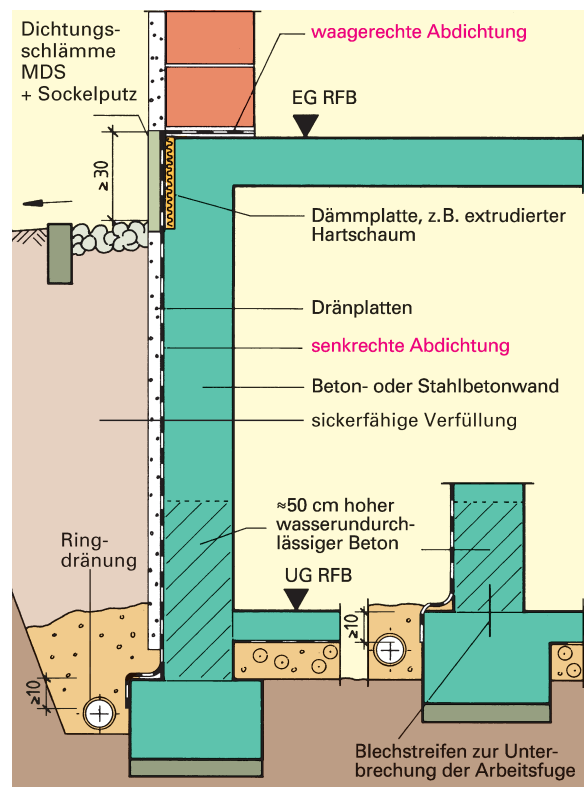 Dichtungs-
schlämme
MDS
+ Sockelputz
waagerechte Abdichtung
EG RFB
≥30
Dämmplatte, z.B. extrudierter
Hartschaum
Dränplatten
senkrechte Abdichtung
Beton- oder Stahlbetonwand
sickerfähige Verfüllung
≈50 cm hoher
wasserundurch-
lässiger Beton
Ring-
dränung
UG RFB
≥10
≥10
Blechstreifen zur Unter-
brechung der Arbeitsfuge